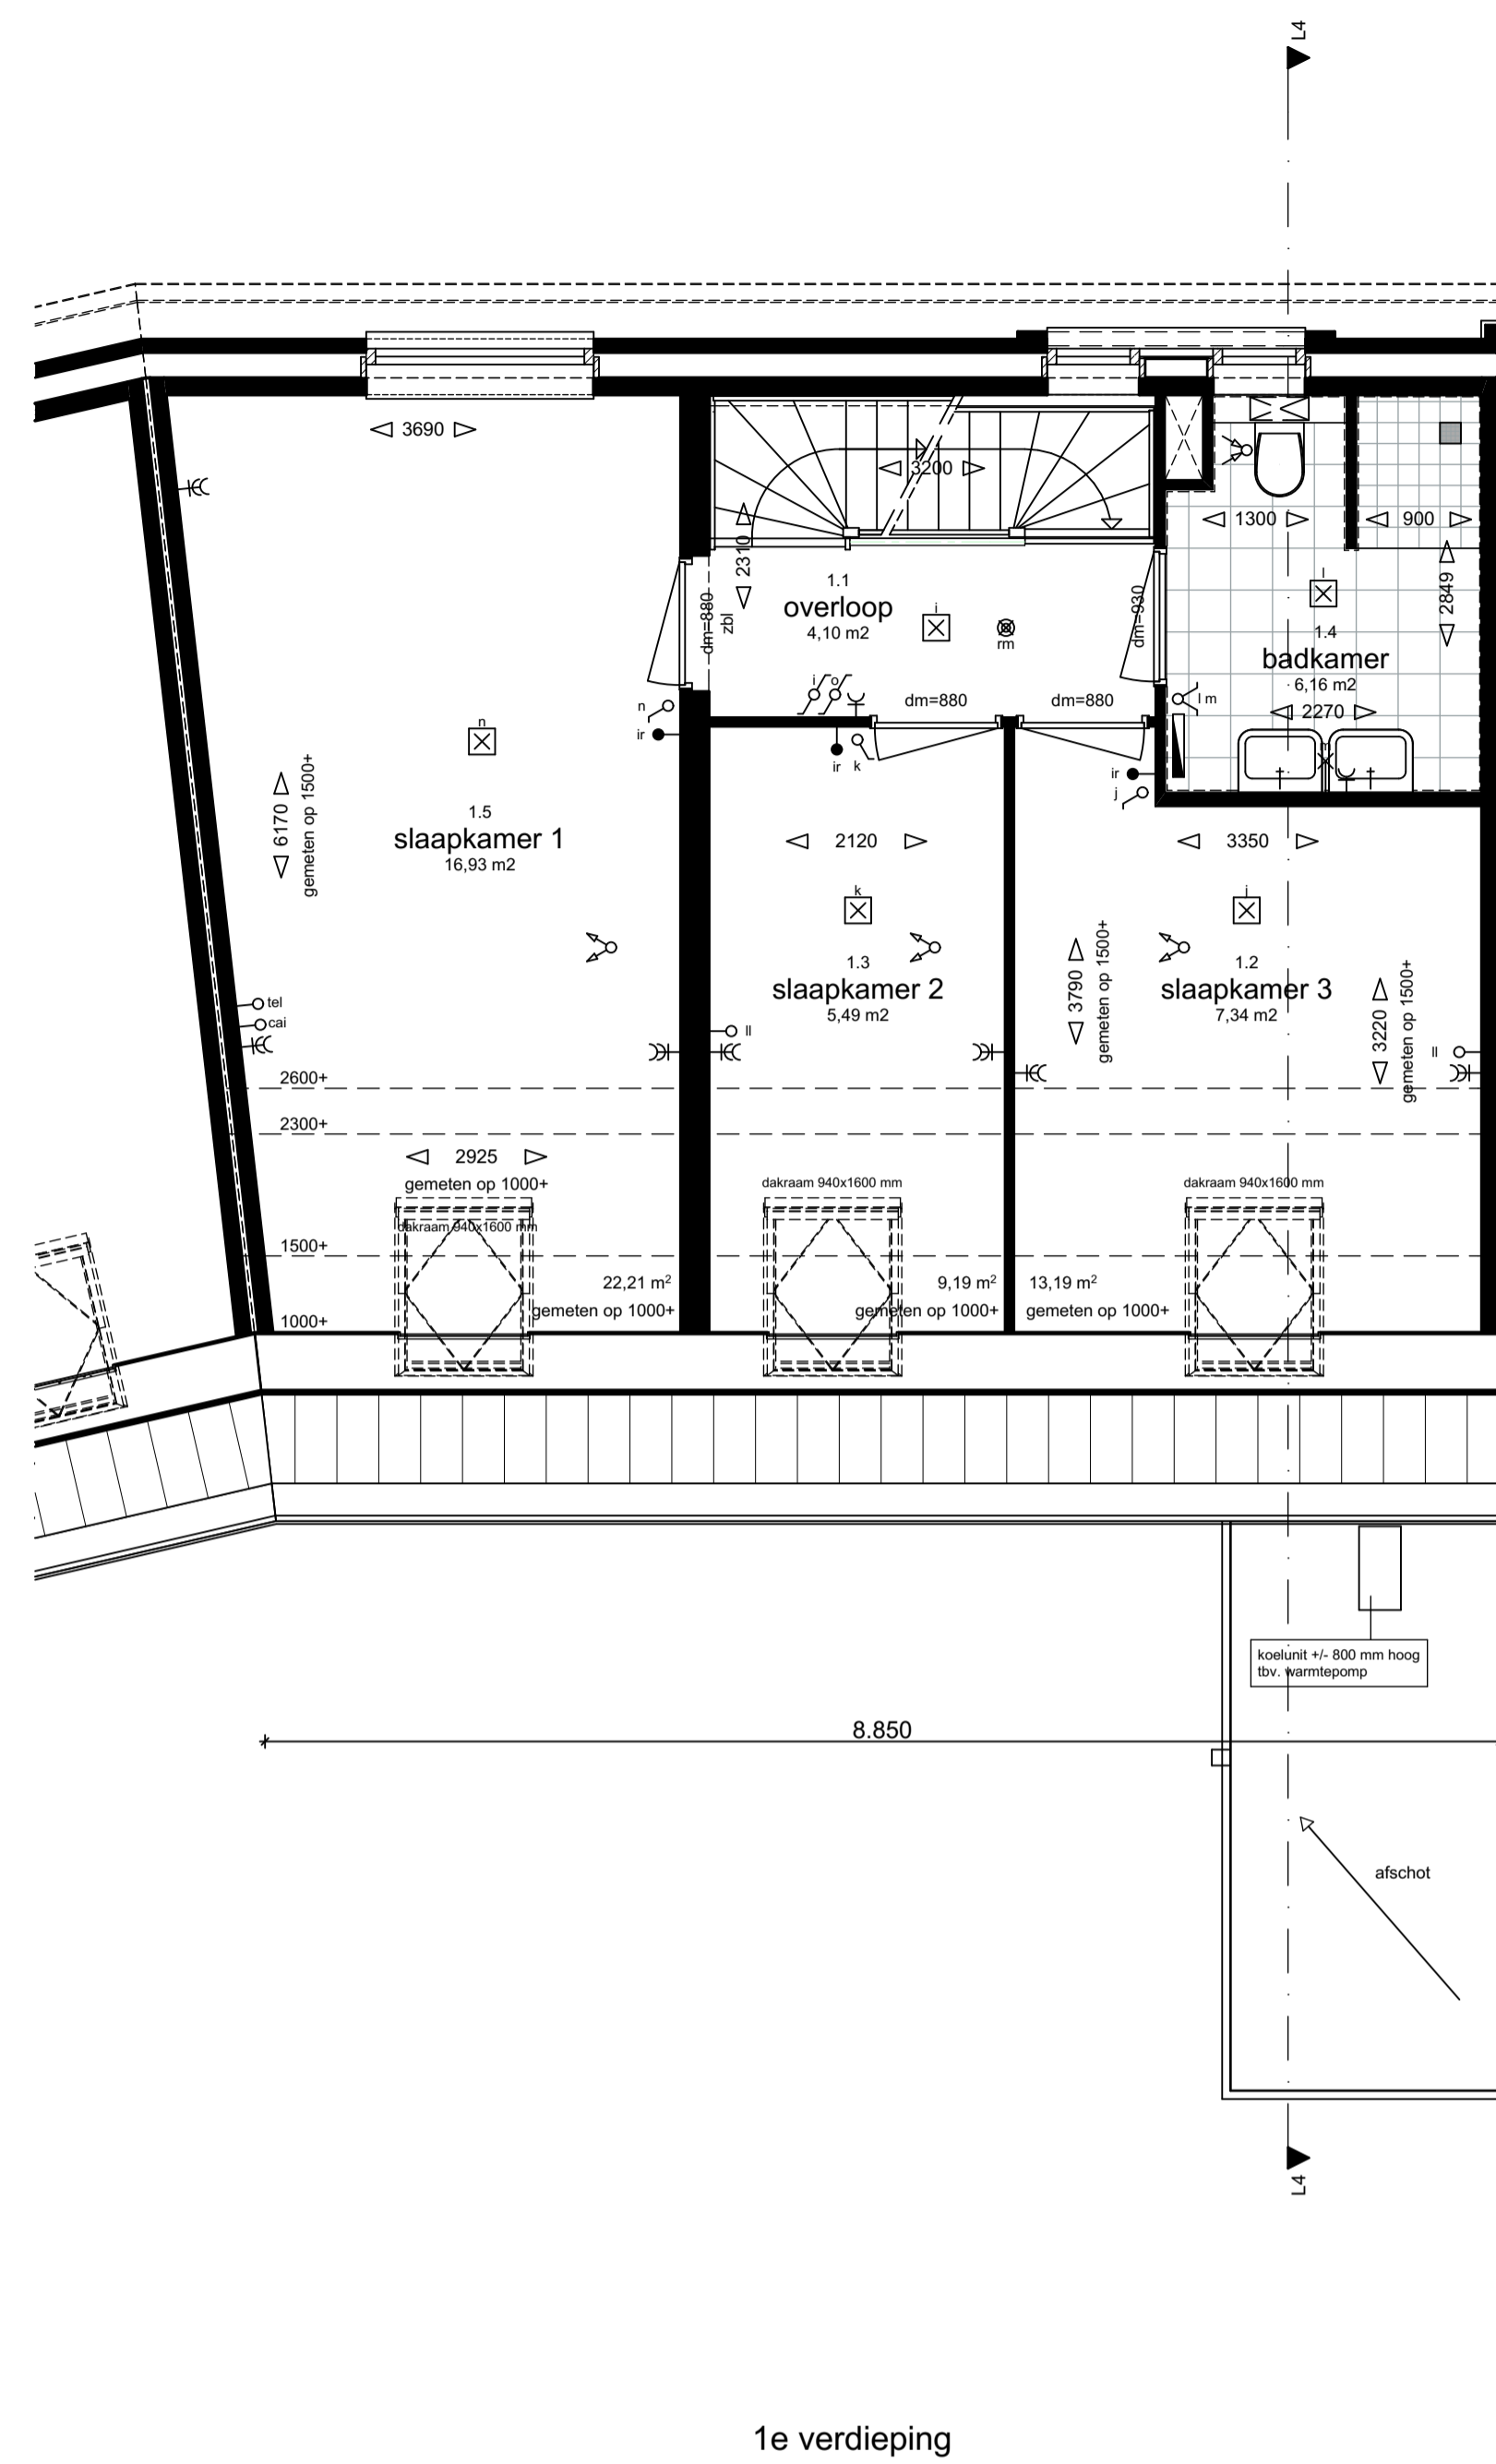 L4
3690
3200
2310
1300
900
2849
1.1
overloop
4,10 m2
i
rm
dm=880
zbl
dm=930
l
1.4
badkamer
6,16 m2
2270
l m
m
i o
dm=880
dm=880
n
ir
n
ir k
ir
j
6170
gemeten op 1500+
1.5
slaapkamer 1
16,93 m2
2120
3350
k
1.3
slaapkamer 2
5,49 m2
3790
gemeten op 1500+
j
1.2
slaapkamer 3
7,34 m2
3220
gemeten op 1500+
tel
cai
ll
ll
2600+
2300+
2925
gemeten op 1000+
dakraam 940x1600 mm
dakraam 940x1600 mm
dakraam 940x1600 mm
1500+
22,21 m²
gemeten op 1000+
9,19 m²
gemeten op 1000+
13,19 m²
gemeten op 1000+
1000+
koelunit +/- 800 mm hoog
tbv. warmtepomp
8.850
afschot
L4
1e verdieping